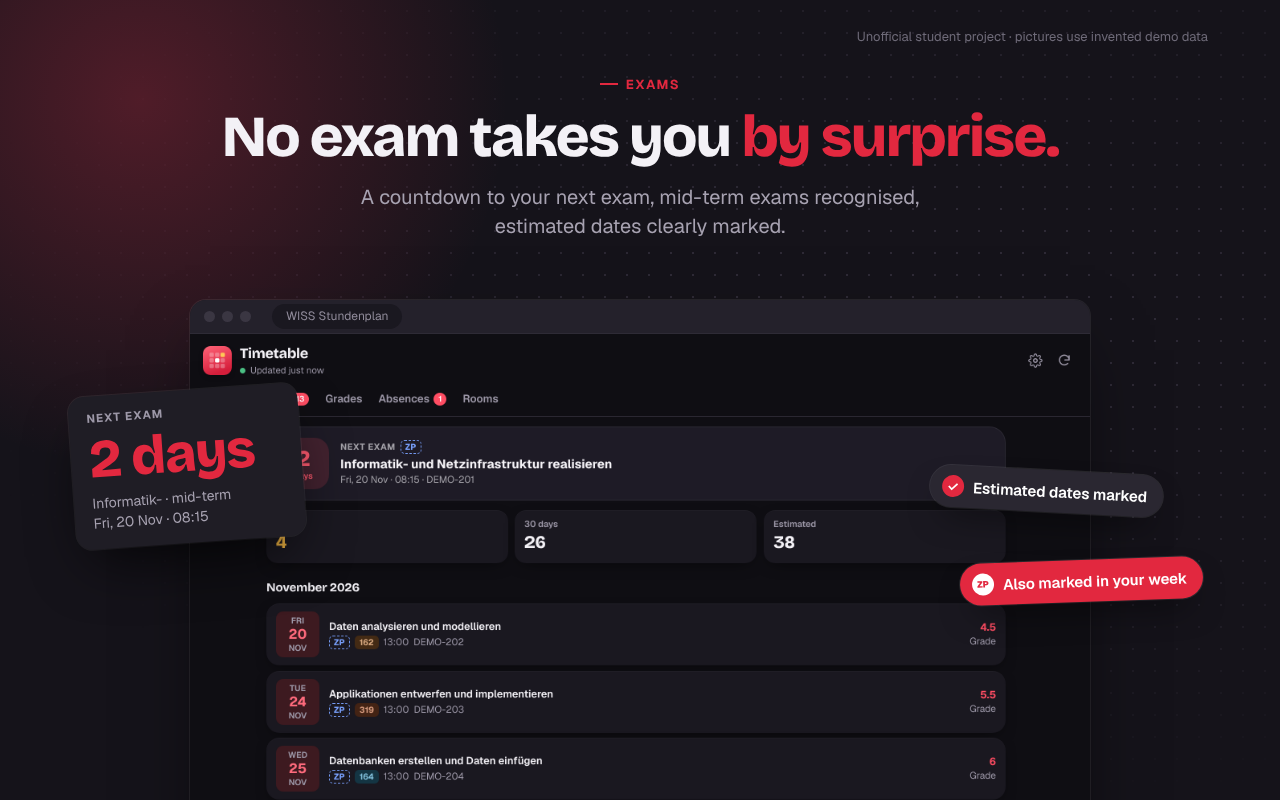 Unofficial student project · pictures use invented demo data
EXAMS
No exam takes you by surprise.
A countdown to your next exam, mid-term exams recognised,
estimated dates clearly marked.
WISS Stundenplan
Timetable
Updated just now
Grades
Absences 1
Rooms
NEXT EXAM
2 days
Informatik- · mid-term
Fri, 20 Nov · 08:15
NEXT EXAM ZP
Informatik- und Netzinfrastruktur realisieren
Fri, 20 Nov · 08:15 · DEMO-201
Estimated dates marked
4
30 days
26
Estimated
38
ZP Also marked in your week
November 2026
FRI
20
NOV
Daten analysieren und modellieren
ZP 162 13:00 DEMO-202
4.5
Grade
TUE
24
NOV
Applikationen entwerfen und implementieren
ZP 319 13:00 DEMO-203
5.5
Grade
WED
25
NOV
Datenbanken erstellen und Daten einfügen
ZP 164 13:00 DEMO-204
6
Grade